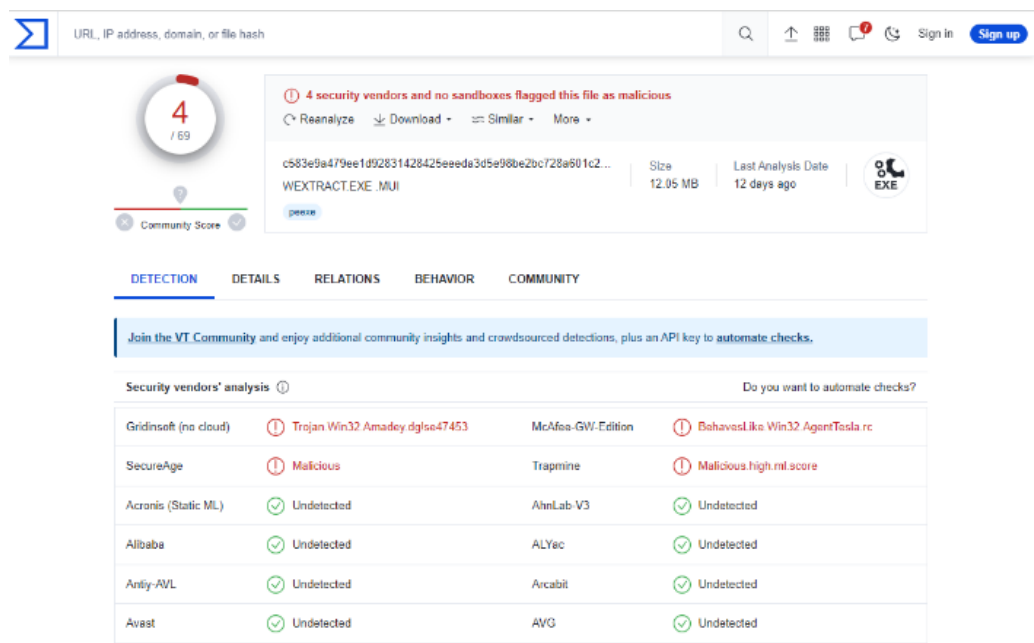 URL, IP address, domain, or file hash
7
Sign in
Sign up
4
/ 69
Community Score
4 security vendors and no sandboxes flagged this file as malicious
Reanalyze Download Similar More
c583e9a479ee1d92831428425eeeda3d5e98be2bc728a601c2...
WEXTRACT.EXE .MUI
peexe
Size
12.05 MB
Last Analysis Date
12 days ago
EXE
DETECTION DETAILS RELATIONS BEHAVIOR COMMUNITY
Join the VT Community and enjoy additional community insights and crowdsourced detections, plus an API key to automate checks.
Security vendors' analysis Do you want to automate checks?
Gridinsoft (no cloud) Trojan.Win32.Amadey.dglse47453 McAfee-GW-Edition BehavesLike.Win32.AgentTesla.rc
SecureAge Malicious Trapmine Malicious.high.ml.score
Acronis (Static ML) Undetected AhnLab-V3 Undetected
Alibaba Undetected ALYac Undetected
Antiy-AVL Undetected Arcabit Undetected
Avast Undetected AVG Undetected